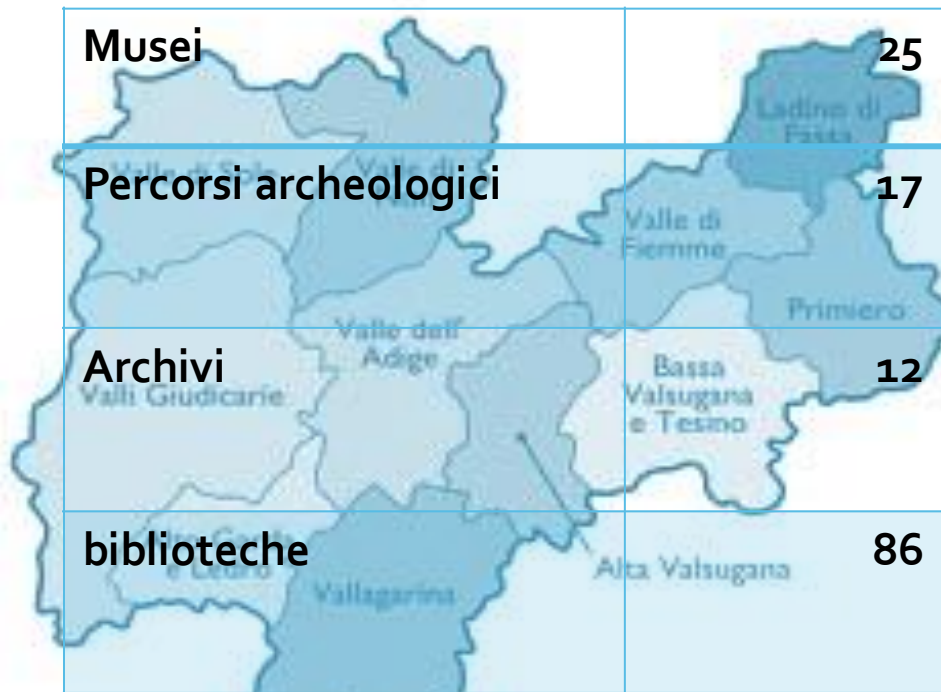 Musei 25
Ladino di
Fassa
Percorsi archeologici 17
Valle di
Fiemme
Primiero
Valle dell'
Adige
Archivi 12
Valli Giudicarie
Bassa
Valsugana
e Tesino
biblioteche 86
e Ledro
Alta Valsugana
Vallagarina